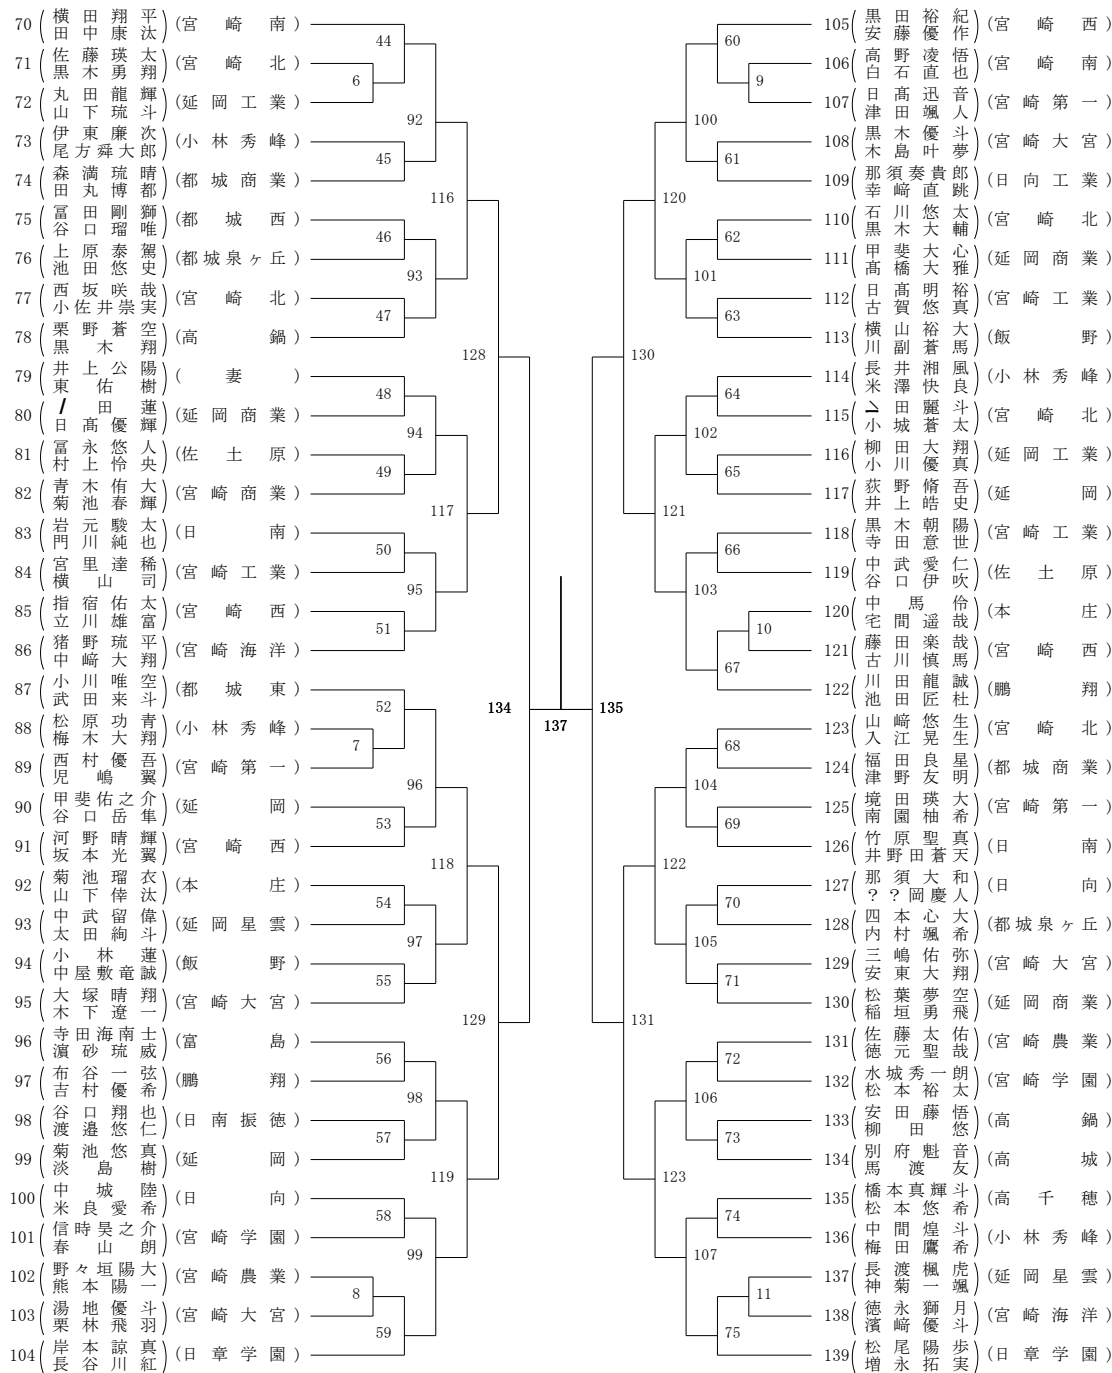 70 (横田翔平 田中康汰) (宮崎南)
71 (佐藤瑛太 黒木勇翔) (宮崎北)
72 (丸田龍輝 山下琉斗) (延岡工業)
73 (伊東廉次 尾方舜大郎) (小林秀峰)
74 (森満琉晴 田丸博都) (都城商業)
75 (冨田剛獅 谷口瑠唯) (都城西)
76 (上原泰駕 池田悠史) (都城泉ヶ丘)
77 (西坂咲哉 小佐井崇実) (宮崎北)
78 (栗野蒼空 黒木翔) (高鍋)
79 (井上公陽 東佑樹) (妻)
80 (田蓮 日髙優輝) (延岡商業)
81 (冨永悠人 村上怜央) (佐土原)
82 (青木侑大 菊池春輝) (宮崎商業)
83 (岩元駿太 門川純也) (日南)
84 (宮里達稀 横山司) (宮崎工業)
85 (指宿佑太 立川雄富) (宮崎西)
86 (猪野琉平 中﨑大翔) (宮崎海洋)
87 (小川唯空 武田来斗) (都城東)
88 (松原功青 梅木大翔) (小林秀峰)
89 (西村優吾 児嶋翼) (宮崎第一)
90 (甲斐佑之介 谷口岳隼) (延岡)
91 (河野晴輝 坂本光翼) (宮崎西)
92 (菊池瑠衣 山下倖汰) (本庄)
93 (中武留偉 太田絢斗) (延岡星雲)
94 (小林蓮 中屋敷竜誠) (飯野)
95 (大塚晴翔 木下遼一) (宮崎大宮)
96 (寺田海南士 濵砂琉威) (富島)
97 (布谷一弦 吉村優希) (鵬翔)
98 (谷口翔也 渡邉悠仁) (日南振徳)
99 (菊池悠真 淡島樹) (延岡)
100 (中城陸 米良愛希) (日向)
101 (信時昊之介 春山朗) (宮崎学園)
102 (野々垣陽大 熊本陽一) (宮崎農業)
103 (湯地優斗 栗林飛羽) (宮崎大宮)
104 (岸本諒真 長谷川紅) (日章学園)
44
6
92
45
116
46
93
47
128
48
94
49
117
50
95
51
134
52
7
96
53
118
54
97
55
129
56
98
57
119
58
99
8
59
137
135
60
9
100
61
120
62
101
63
130
64
102
65
121
66
103
10
67
68
104
69
122
70
105
71
131
72
106
73
123
74
107
11
75
105 (黒田裕紀 安藤優作) (宮崎西)
106 (高野凌悟 白石直也) (宮崎南)
107 (日髙迅音 津田颯人) (宮崎第一)
108 (黒木優斗 木島叶夢) (宮崎大宮)
109 (那須奏貴郎 幸﨑直跳) (日向工業)
110 (石川悠太 黒木大輔) (宮崎北)
111 (甲斐大心 髙橋大雅) (延岡商業)
112 (日髙明裕 古賀悠真) (宮崎工業)
113 (横山裕大 川副蒼馬) (飯野)
114 (長井湘風 米澤快良) (小林秀峰)
115 (田麗斗 小城蒼太) (宮崎北)
116 (柳田大翔 小川優真) (延岡工業)
117 (荻野脩吾 井上皓史) (延岡)
118 (黒木朝陽 寺田意世) (宮崎工業)
119 (中武愛仁 谷口伊吹) (佐土原)
120 (中馬伶 宅間遥哉) (本庄)
121 (藤田楽哉 古川慎馬) (宮崎西)
122 (川田龍誠 池田匠杜) (鵬翔)
123 (山﨑悠生 入江晃生) (宮崎北)
124 (福田良星 津野友明) (都城商業)
125 (境田瑛大 南園柚希) (宮崎第一)
126 (竹原聖真 井野田蒼天) (日南)
127 (那須大和 ??岡慶人) (日向)
128 (四本心大 内村颯希) (都城泉ヶ丘)
129 (三嶋佑弥 安東大翔) (宮崎大宮)
130 (松葉夢空 稲垣勇飛) (延岡商業)
131 (佐藤太佑 徳元聖哉) (宮崎農業)
132 (水城秀一朗 松本裕太) (宮崎学園)
133 (安田藤悟 柳田悠) (高鍋)
134 (別府魁音 馬渡友) (高城)
135 (橋本真輝斗 松本悠希) (高千穂)
136 (中間煌斗 梅田鷹希) (小林秀峰)
137 (長渡楓虎 神菊一颯) (延岡星雲)
138 (徳永獅月 濱﨑優斗) (宮崎海洋)
139 (松尾陽歩 増永拓実) (日章学園)